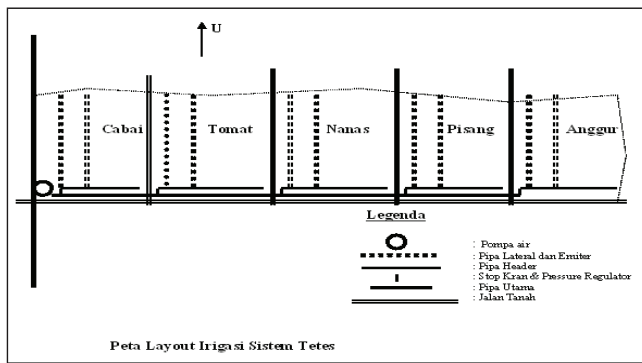 U
Cabai Tomat Nanas Pisang Anggur
Legenda
: Pompa air
: Pipa Lateral dan Emiter
: Pipa Header
: Stop Kran & Pressure Regulator
: Pipa Utama
: Jalan Tanah
Peta Layout Irigasi Sistem Tetes